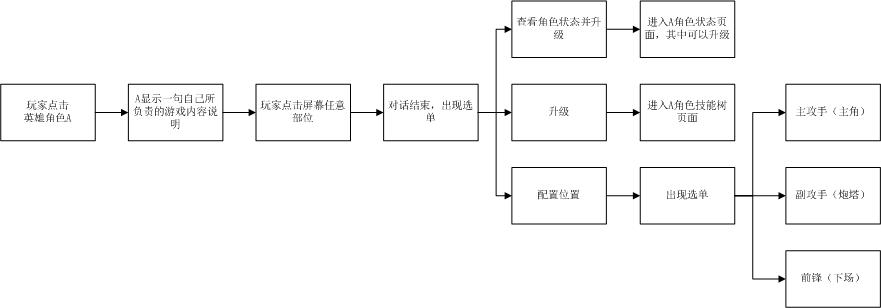 查看角色状态并升
级
进入A角色状态页
面，其中可以升级
玩家点击
英雄角色A
A显示一句自己所
负责的游戏内容说
明
玩家点击屏幕任意
部位
对话结束，出现选
单
升级
进入A角色技能树
页面
主攻手（主角）
配置位置
出现选单
副攻手（炮塔）
前锋（下场）